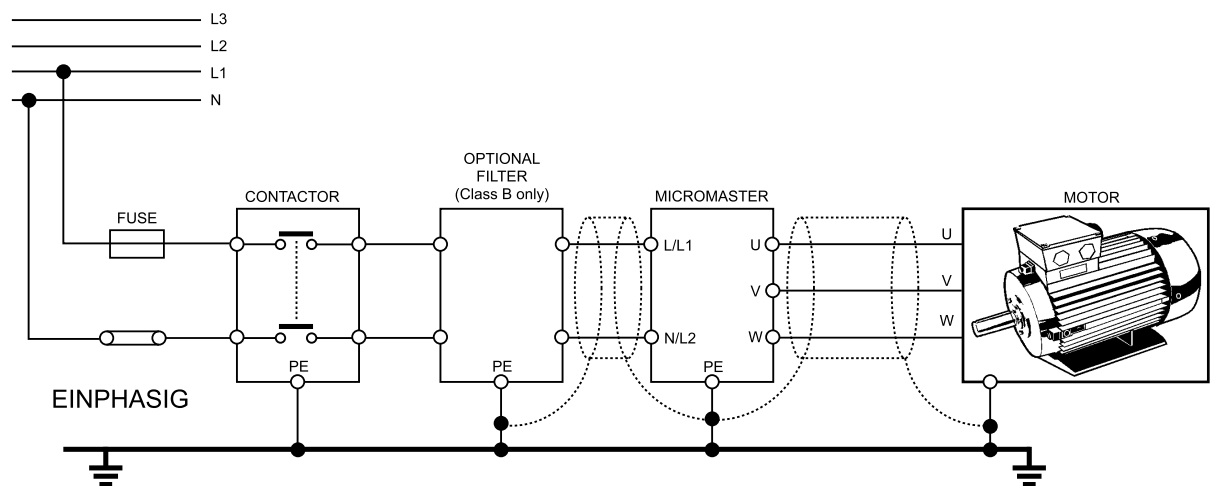 L3
L2
L1
N
OPTIONAL
FILTER
(Class B only)
CONTACTOR
MICROMASTER
MOTOR
FUSE
L/L1
U
U
V
V
W
N/L2
W
PE
PE
PE
EINPHASIG